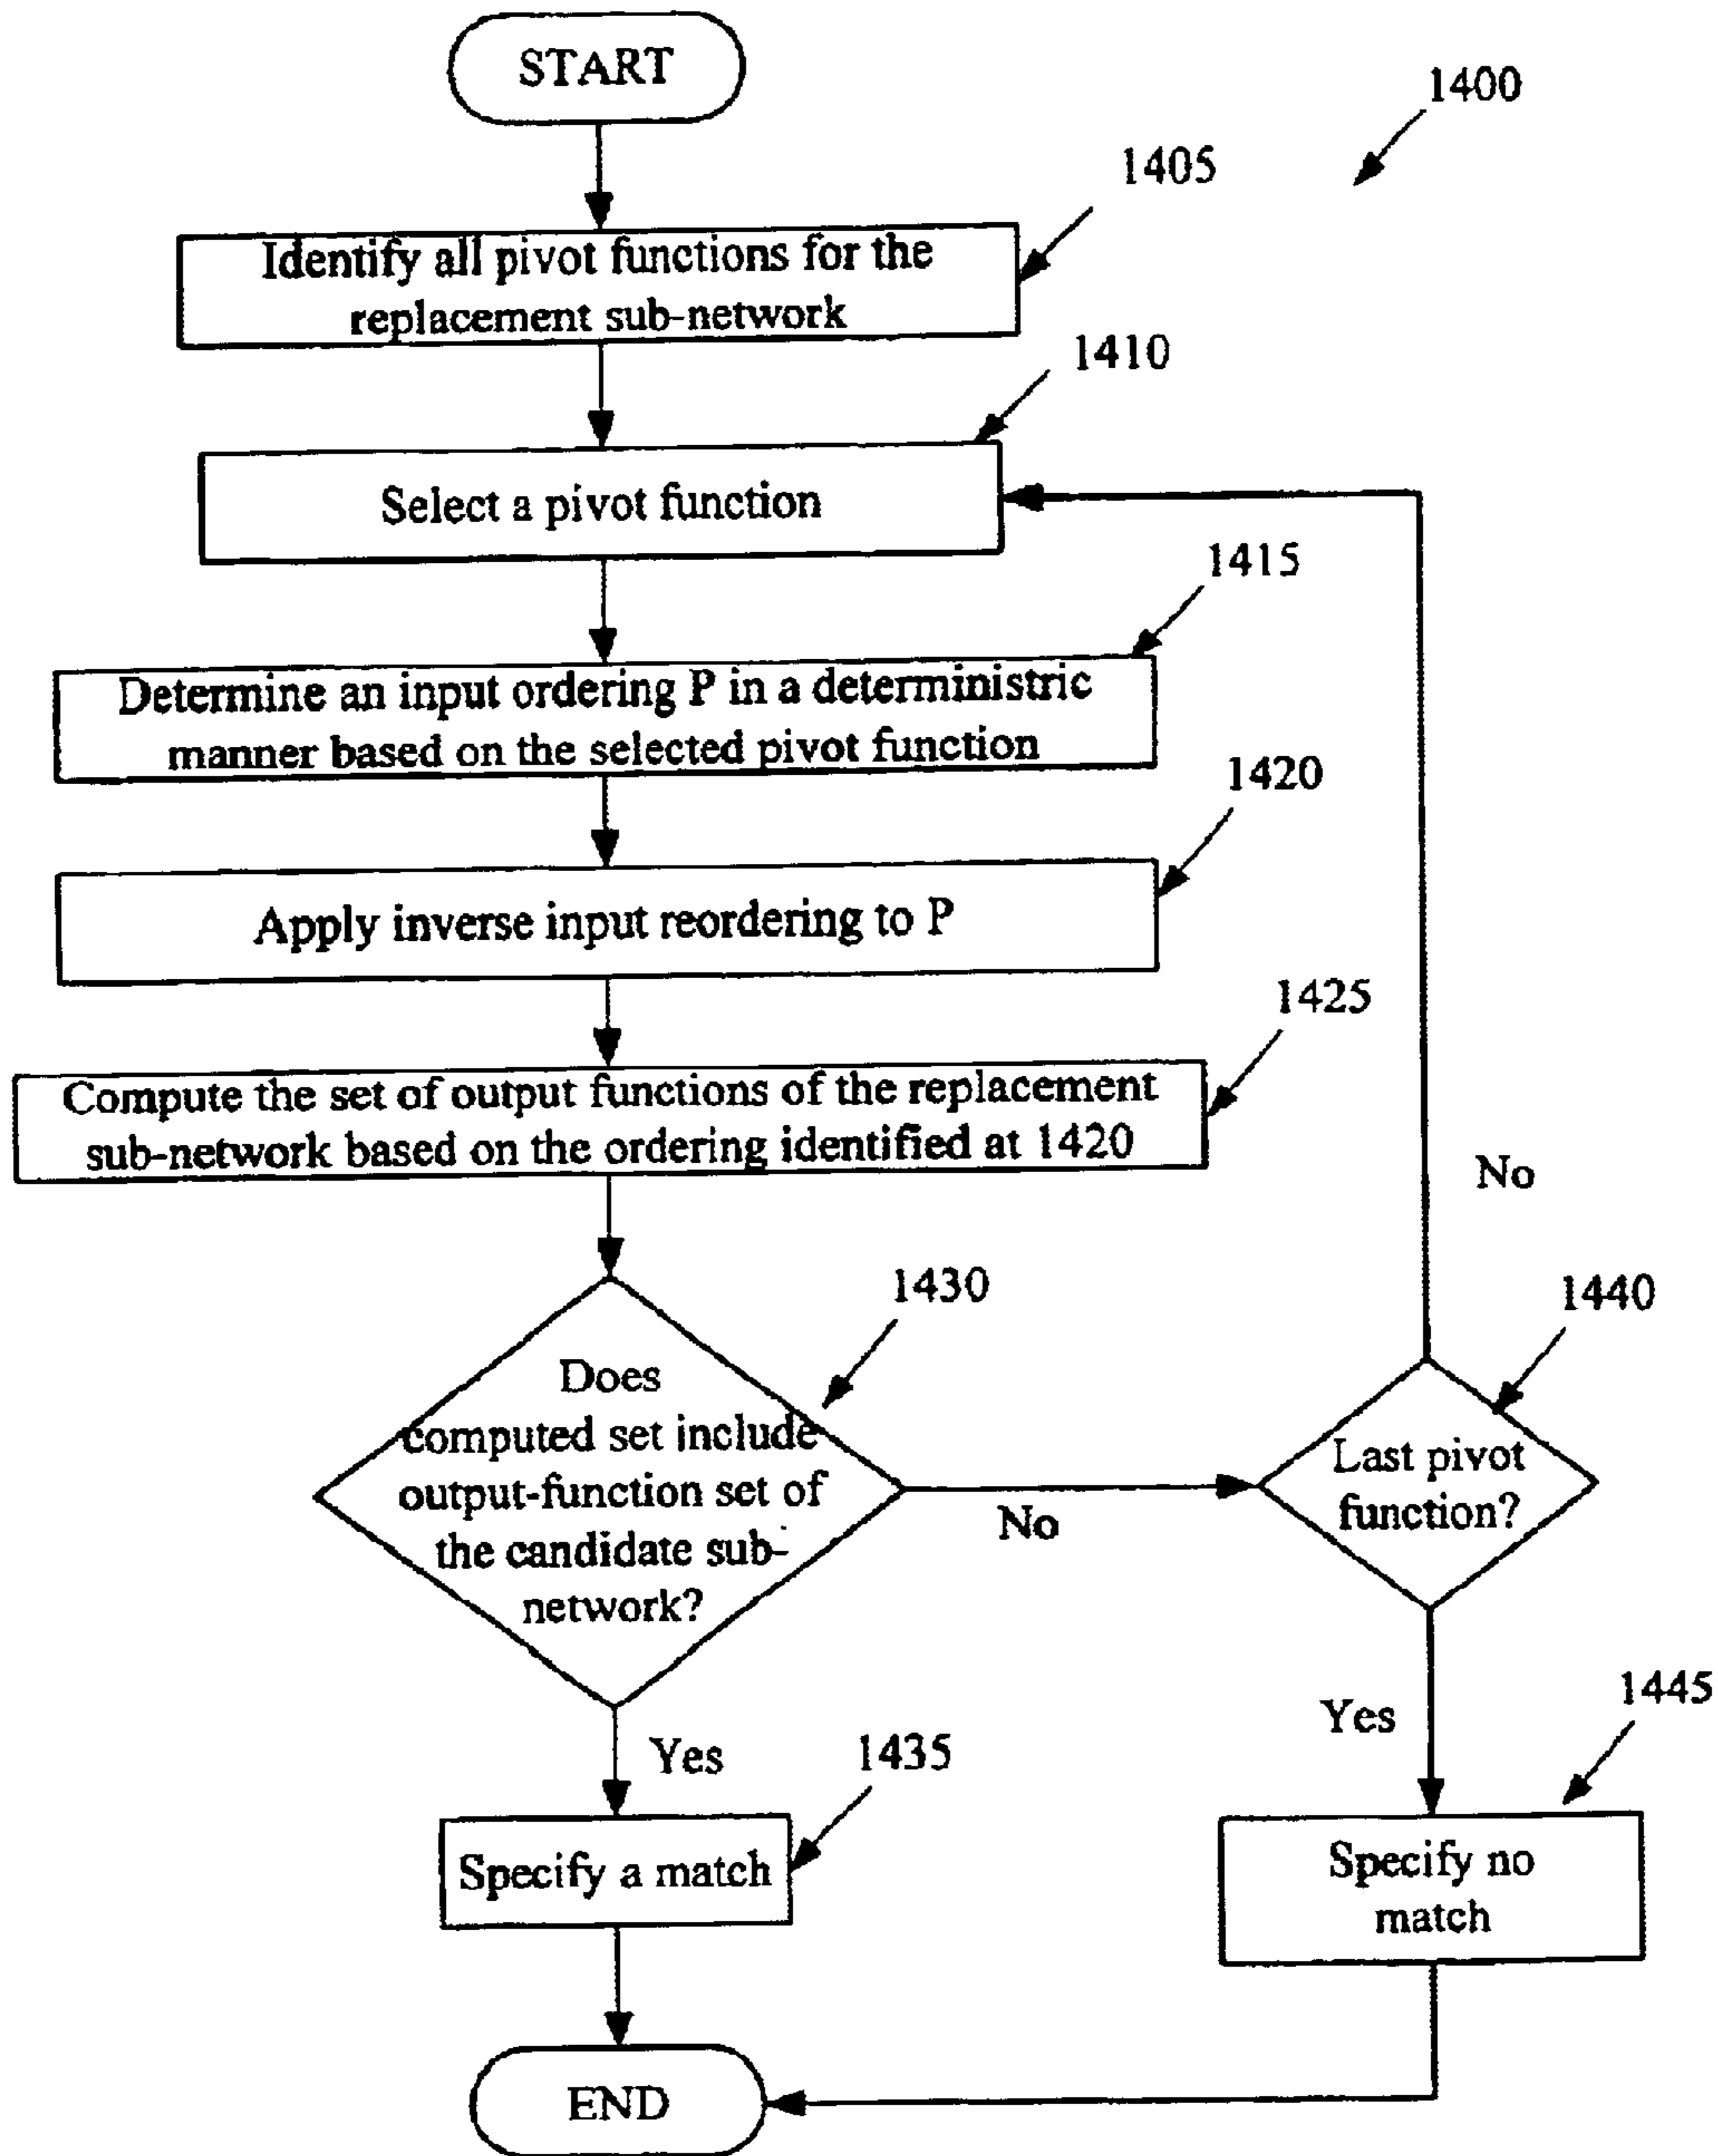 START
1400
1405
Identify all pivot functions for the
replacement sub-network
1410
Select a pivot function
1415
Determine an input ordering P in a deterministric
manner based on the selected pivot function
1420
Apply inverse input reordering to P
1425
Compute the set of output functions of the replacement
sub-network based on the ordering identified at 1420
No
1430
1440
Does
computed set include
output-function set of
the candidate sub-
network?
No
Last pivot
function?
Yes
1435
Yes
1445
Specify a match
Specify no
match
END